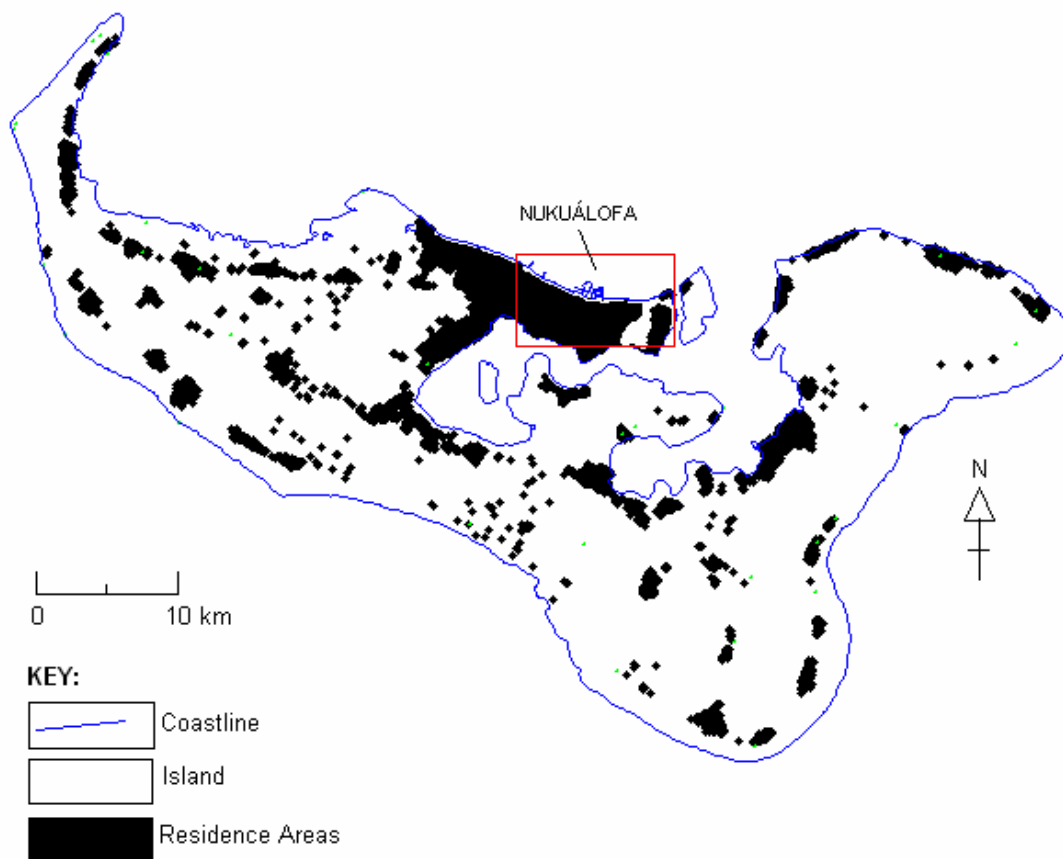 NUKUÁLOFA
N
0 10 km
KEY:
Coastline
Island
Residence Areas